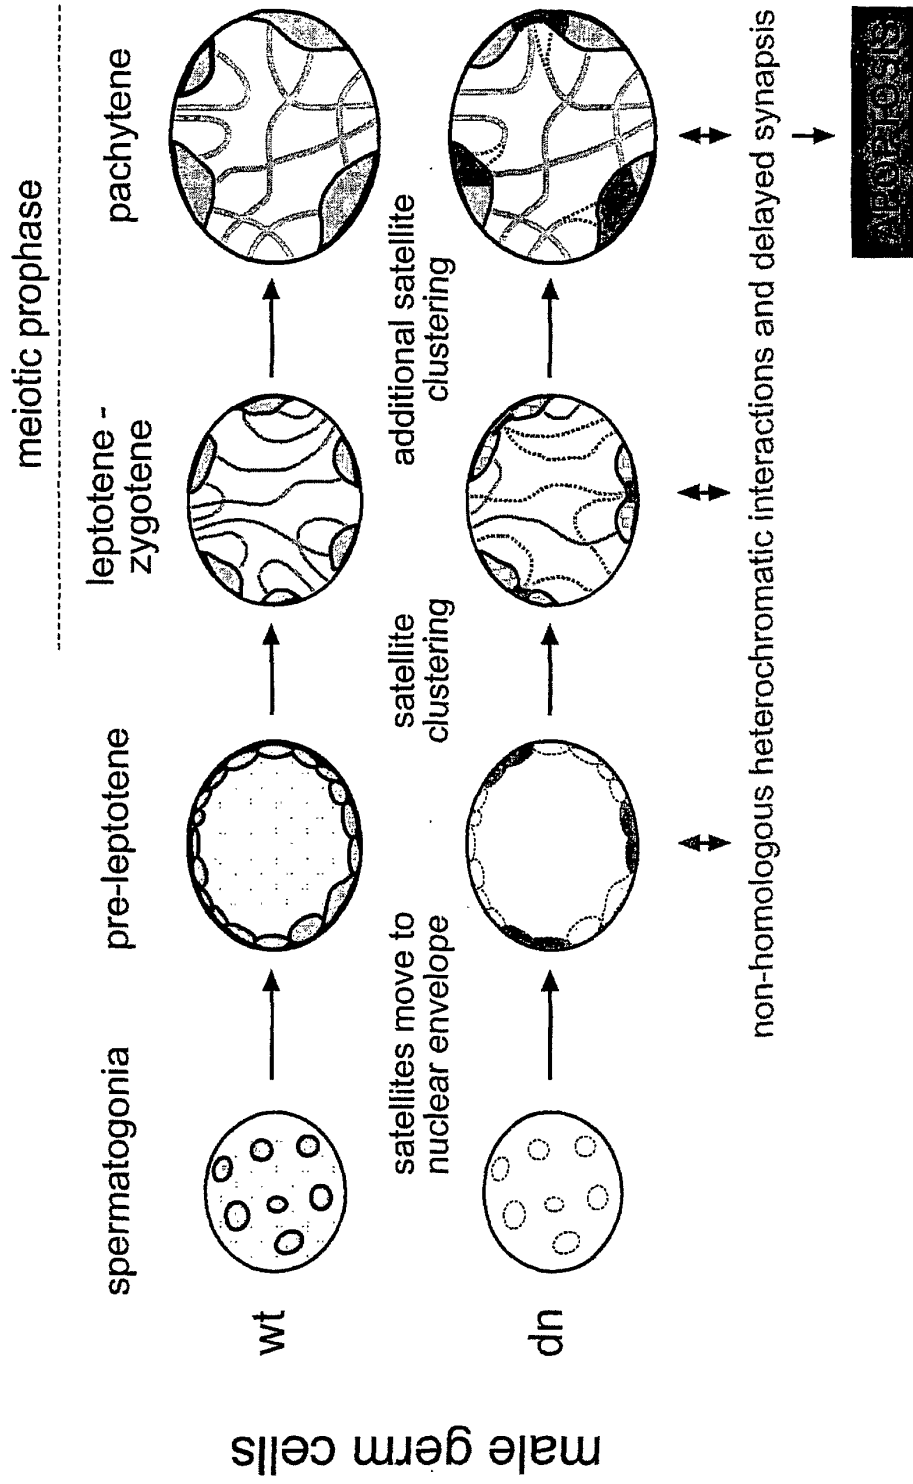 meiotic prophase
spermatogonia
pre-leptotene
leptotene -
zygotene
pachytene
male germ cells
wt
satellites move to
nuclear envelope
satellite
clustering
additional satellite
clustering
dn
non-homologous heterochromatic interactions and delayed synapsis
APOPTOSIS